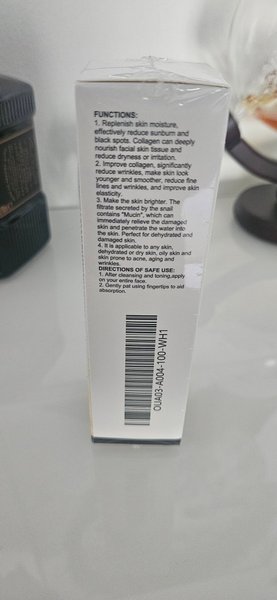 FUNCTIONS:
1. Replenish skin moisture,
effectively reduce sunburn and
black spots. Collagen can deeply
nourish facial skin tissue and
reduce dryness or irritation.
2. Improve collagen, significantly
reduce wrinkles, make skin look
younger and smoother, reduce fine
lines and wrinkles, and improve skin
elasticity.
3. Make the skin brighter. The
filtrate secreted by the snail
contains "Mucin", which can
immediately relieve the damaged
skin and penetrate the water into
the skin. Perfect for dehydrated and
damaged skin.
4. It is applicable to any skin,
dehydrated or dry skin, oily skin and
skin prone to acne, aging and
wrinkles.
DIRECTIONS OF SAFE USE:
1. After cleansing and toning,apply
on your entire face.
2. Gently pat using fingertips to aid
absorption.
OUA03-A004-100-WH1